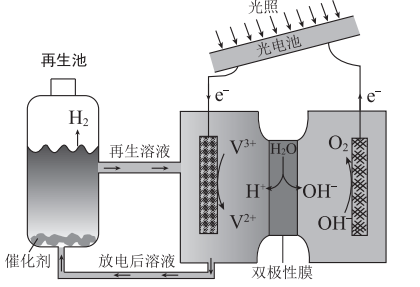 光照
光电池
再生池
e⁻
e⁻
H₂
再生溶液
V³⁺
H₂O
O₂
H⁺
OH⁻
V²⁺
OH⁻
催化剂
放电后溶液
双极性膜